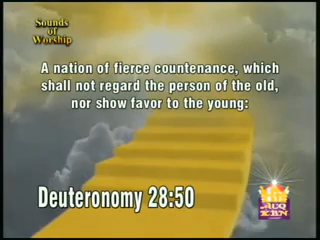 Sounds
of
Worship
A nation of fierce countenance, which
shall not regard the person of the old,
nor show favor to the young:
Deuteronomy 28:50